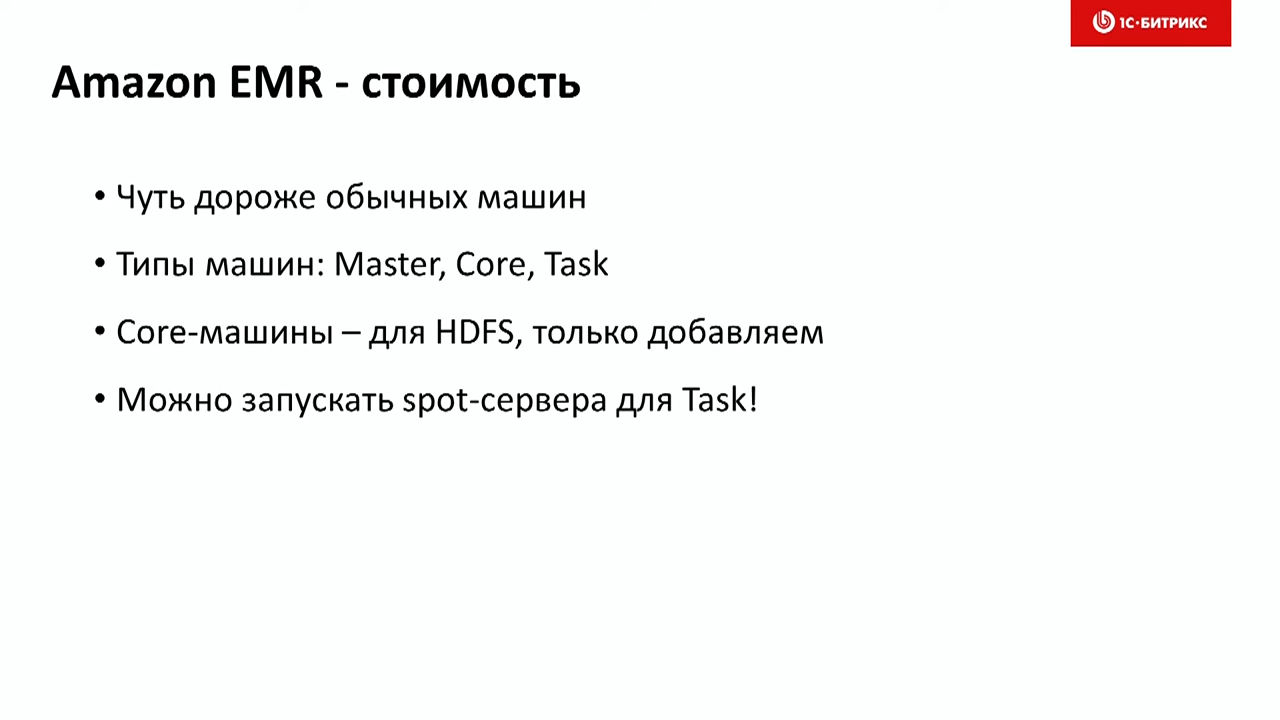 1С-БИТРИКС
Amazon EMR - стоимость
• Чуть дороже обычных машин
• Типы машин: Master, Core, Task
• Core-машины – для HDFS, только добавляем
• Можно запускать spot-сервера для Task!